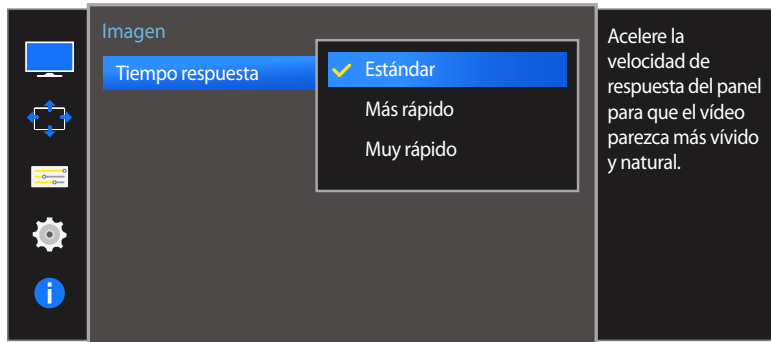 Imagen
Tiempo respuesta
Estándar
Más rápido
Muy rápido
Acelere la
velocidad de
respuesta del panel
para que el vídeo
parezca más vívido
y natural.